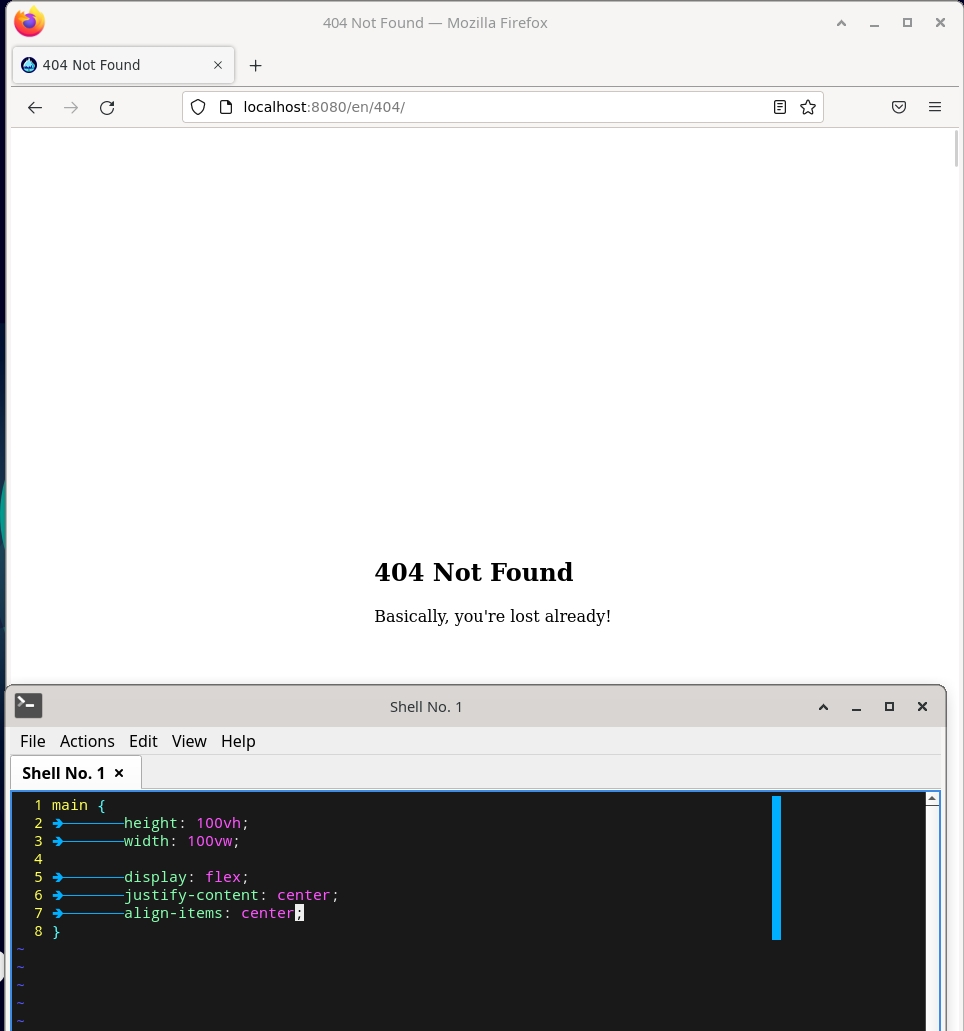 404 Not Found — Mozilla Firefox
404 Not Found
localhost:8080/en/404/
404 Not Found
Basically, you're lost already!
Shell No. 1
File Actions Edit View Help
Shell No. 1
1 main {
2 height: 100vh;
3 width: 100vw;
4
5 display: flex;
6 justify-content: center;
7 align-items: center;
8 }
~
~
~
~
~